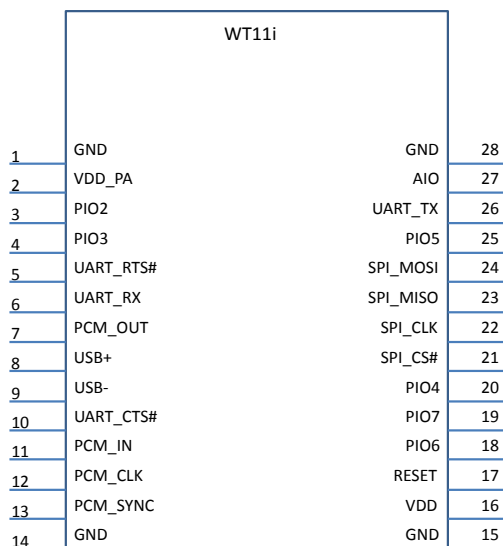 WT11i
1 GND GND 28
2 VDD_PA AIO 27
3 PIO2 UART_TX 26
4 PIO3 PIO5 25
5 UART_RTS# SPI_MOSI 24
6 UART_RX SPI_MISO 23
7 PCM_OUT SPI_CLK 22
8 USB+ SPI_CS# 21
9 USB- PIO4 20
10 UART_CTS# PIO7 19
11 PCM_IN PIO6 18
12 PCM_CLK RESET 17
13 PCM_SYNC VDD 16
14 GND GND 15